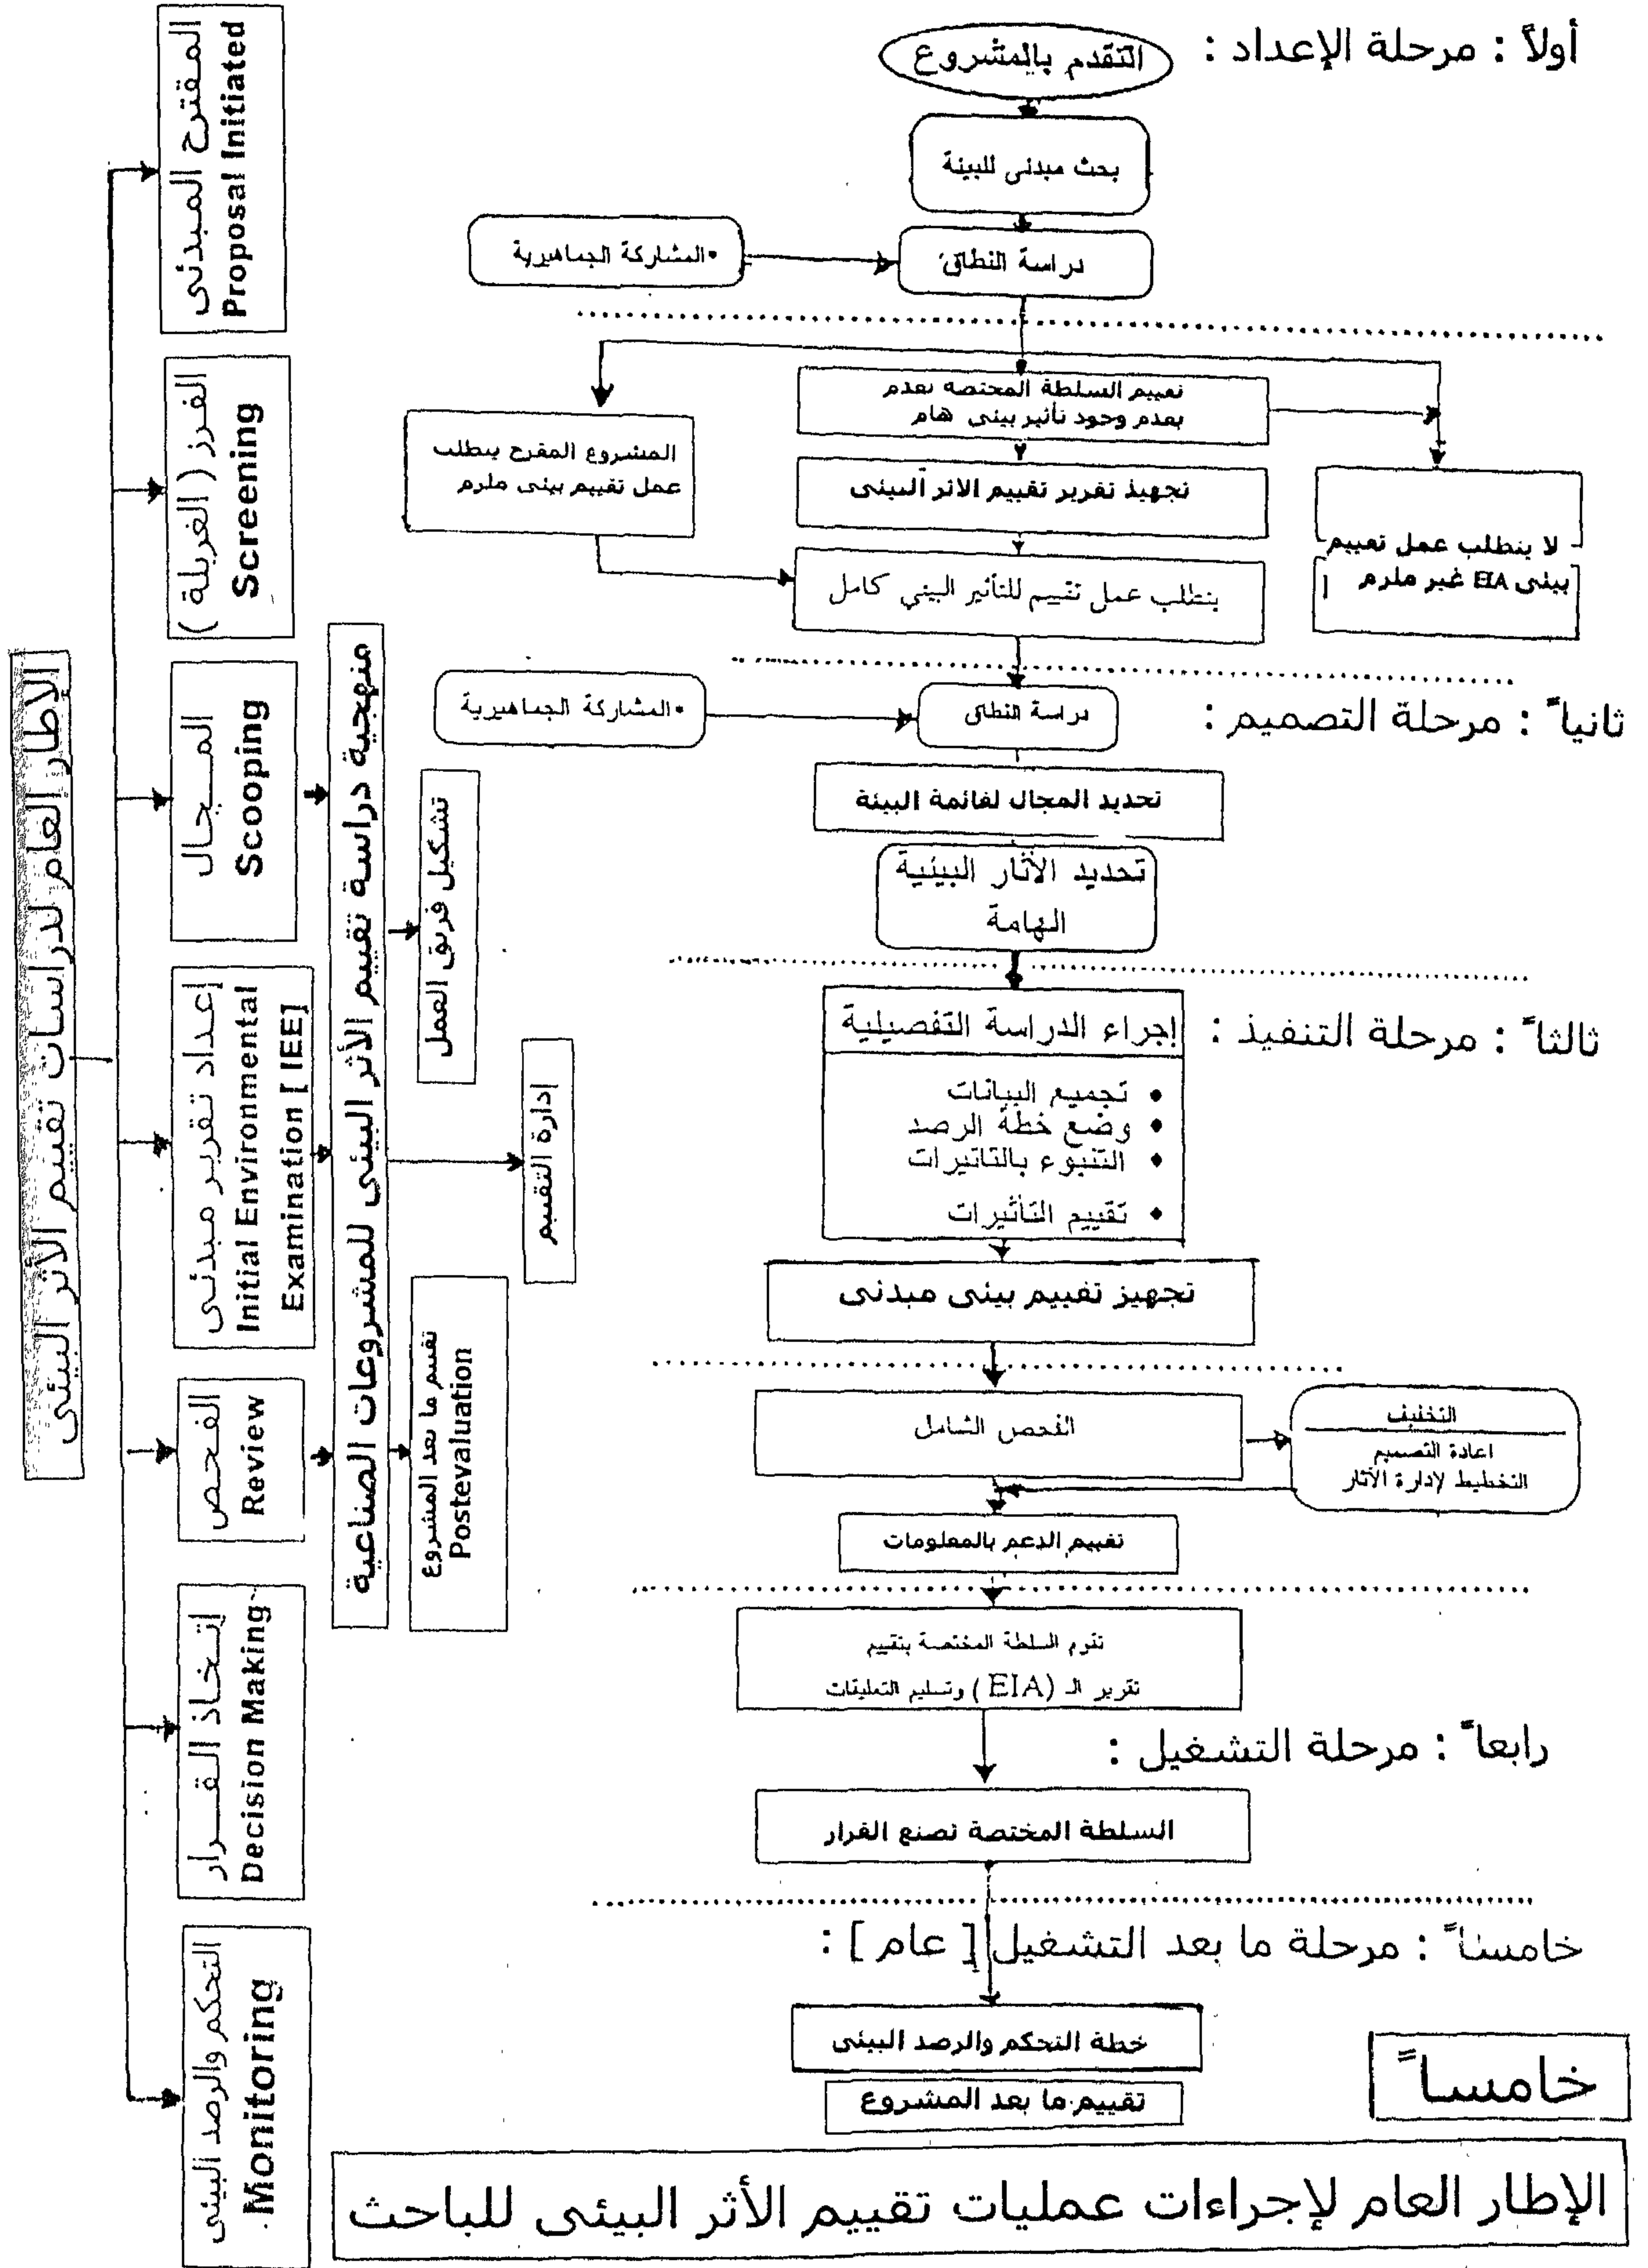 أولاً : مرحلة الإعداد :
التقدم بالمشروع
بحث مبدئى للبيئة
دراسة النطاق
•المشاركة الجماهيرية
تقييم السلطة المختصه بعدم
بعدم وجود تأثير بيئى هام
المشروع المقرح يتطلب
عمل تقييم بيئى ملزم
تجهيز تقرير تقييم الاثر البيئى
لا يتطلب عمل تقييم
بيئى EIA غير ملزم
يتطلب عمل تقييم للتأثير البيئي كامل
ثانياً : مرحلة التصميم :
دراسة النطاق
•المشاركة الجماهيرية
تحديد المجال لقائمة البيئة
تحديد الأثار البيئية
الهامة
ثالثاً : مرحلة التنفيذ :
إجراء الدراسة التفصيلية
• تجميع البيانات
• وضع خطة الرصد
• التنبوء بالتاثيرات
• تقييم التأثيرات
تجهيز تقييم بيئى مبدئى
الفحص الشامل
التخفيف
اعادة التصميم
التخطيط لإدارة الآثار
تقييم الدعم بالمعلومات
تقوم السلطة المختصة بتقييم
تقرير الـ (EIA) وتسليم التعليقات
رابعاً : مرحلة التشغيل :
السلطة المختصة تصنع القرار
خامساً : مرحلة ما بعد التشغيل [ عام ] :
خطة التحكم والرصد البيئى
تقييم ما بعد المشروع
خامساً
الإطار العام لإجراءات عمليات تقييم الأثر البيئى للباحث
الإطار العام لدراسات تقييم الأثر البيئى
المقترح المبدئى
Proposal Initiated
الفرز ( الغربلة )
Screening
المـجال
Scooping
إعداد تقرير مبدئى
Initial Environmental
Examination [ IEE]
الفحص
Review
إتـخاذ القـرار
Decision Making
التحكم والرصد البيئى
Monitoring
منهجية دراسة تقييم الأثر البيئى للمشروعات الصناعية
تشكيل فريق العمل
إدارة التقييم
تقييم ما بعد المشروع
Postevaluation